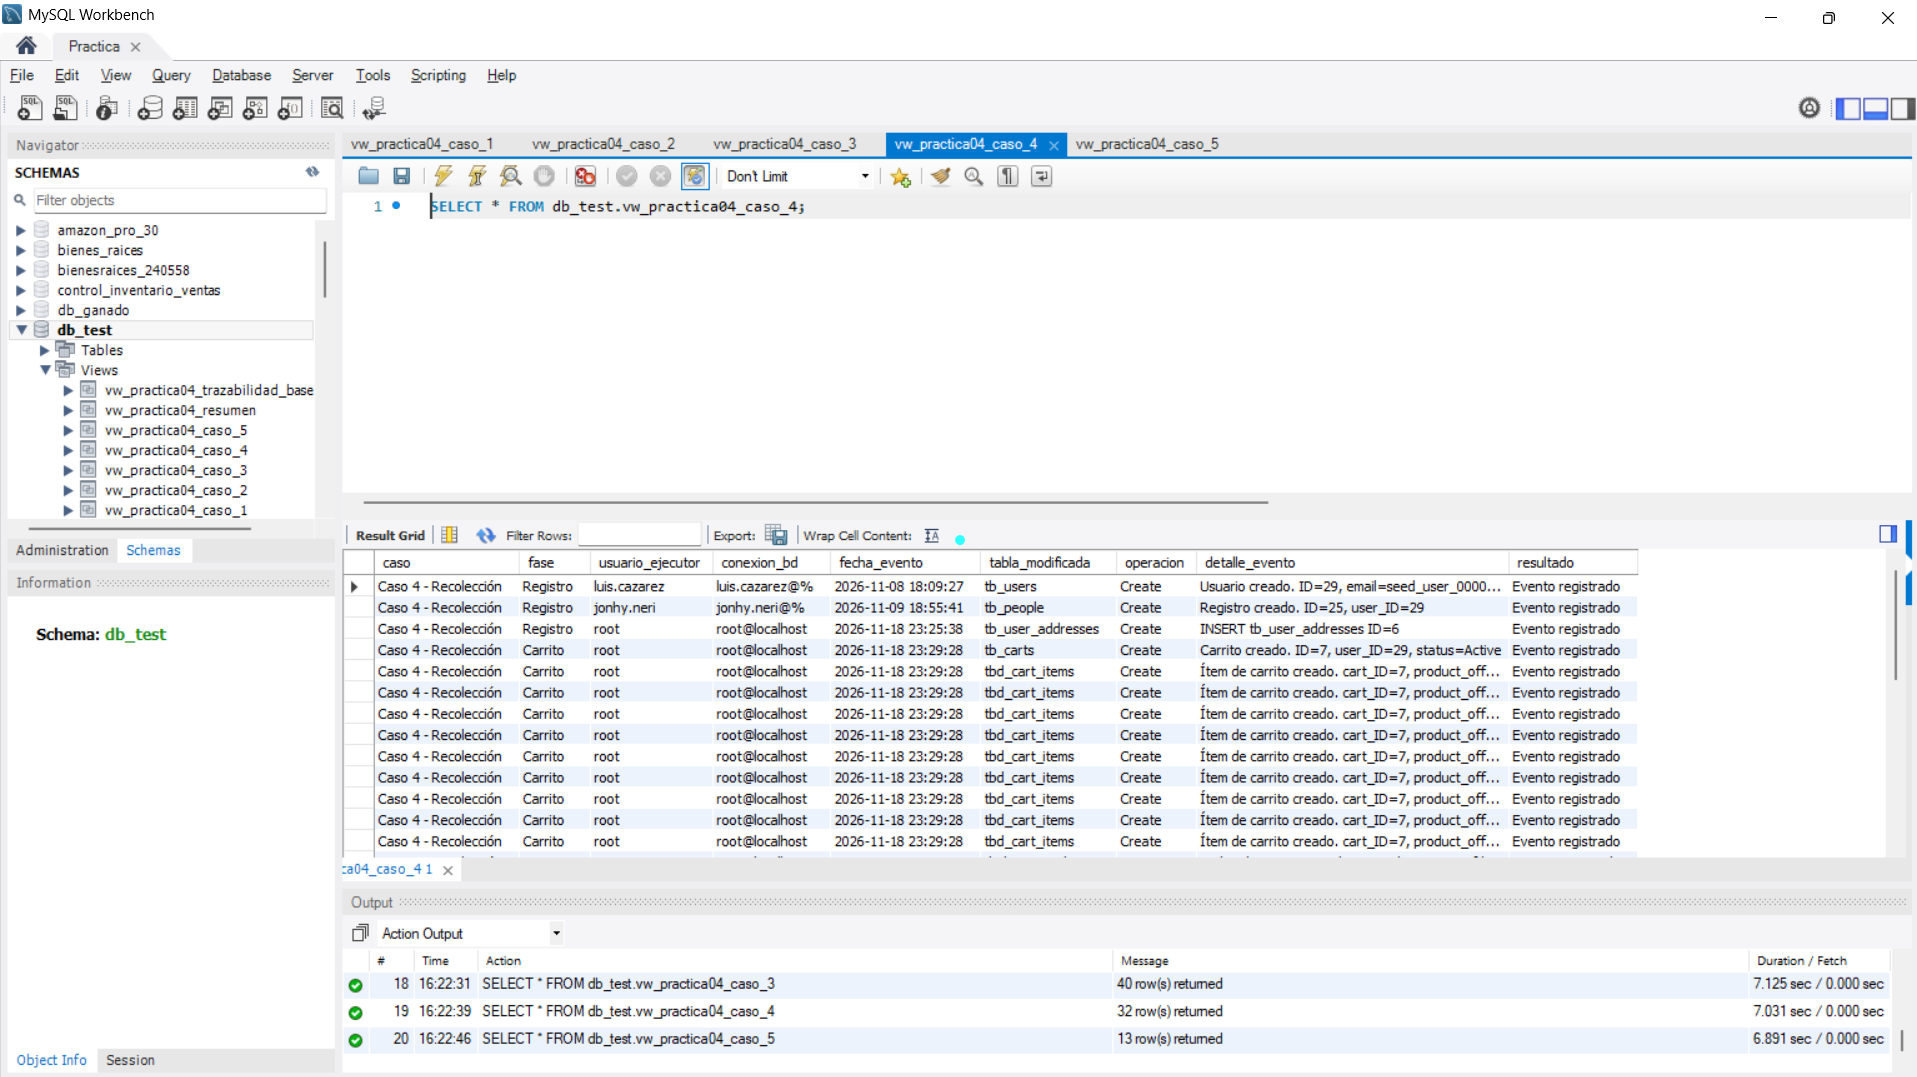 MySQL Workbench
Practica
File Edit View Query Database Server Tools Scripting Help
Navigator
SCHEMAS
Filter objects
amazon_pro_30
bienes_raices
bienesraices_240558
control_inventario_ventas
db_ganado
db_test
Tables
Views
vw_practica04_trazabilidad_base
vw_practica04_resumen
vw_practica04_caso_5
vw_practica04_caso_4
vw_practica04_caso_3
vw_practica04_caso_2
vw_practica04_caso_1
Administration Schemas
Information
Schema: db_test
Object Info Session
vw_practica04_caso_1 vw_practica04_caso_2 vw_practica04_caso_3 vw_practica04_caso_4 vw_practica04_caso_5
Don't Limit
1 SELECT * FROM db_test.vw_practica04_caso_4;
Result Grid Filter Rows: Export: Wrap Cell Content:
caso fase usuario_ejecutor conexion_bd fecha_evento tabla_modificada operacion detalle_evento resultado
Caso 4 - Recolección Registro luis.cazarez luis.cazarez@% 2026-11-08 18:09:27 tb_users Create Usuario creado. ID=29, email=seed_user_0000... Evento registrado
Caso 4 - Recolección Registro jonhy.neri jonhy.neri@% 2026-11-09 18:55:41 tb_people Create Registro creado. ID=25, user_ID=29 Evento registrado
Caso 4 - Recolección Registro root root@localhost 2026-11-18 23:25:38 tb_user_addresses Create INSERT tb_user_addresses ID=6 Evento registrado
Caso 4 - Recolección Carrito root root@localhost 2026-11-18 23:29:28 tb_carts Create Carrito creado. ID=7, user_ID=29, status=Active Evento registrado
Caso 4 - Recolección Carrito root root@localhost 2026-11-18 23:29:28 tbd_cart_items Create Ítem de carrito creado. cart_ID=7, product_off... Evento registrado
Caso 4 - Recolección Carrito root root@localhost 2026-11-18 23:29:28 tbd_cart_items Create Ítem de carrito creado. cart_ID=7, product_off... Evento registrado
Caso 4 - Recolección Carrito root root@localhost 2026-11-18 23:29:28 tbd_cart_items Create Ítem de carrito creado. cart_ID=7, product_off... Evento registrado
Caso 4 - Recolección Carrito root root@localhost 2026-11-18 23:29:28 tbd_cart_items Create Ítem de carrito creado. cart_ID=7, product_off... Evento registrado
Caso 4 - Recolección Carrito root root@localhost 2026-11-18 23:29:28 tbd_cart_items Create Ítem de carrito creado. cart_ID=7, product_off... Evento registrado
Caso 4 - Recolección Carrito root root@localhost 2026-11-18 23:29:28 tbd_cart_items Create Ítem de carrito creado. cart_ID=7, product_off... Evento registrado
Caso 4 - Recolección Carrito root root@localhost 2026-11-18 23:29:28 tbd_cart_items Create Ítem de carrito creado. cart_ID=7, product_off... Evento registrado
Caso 4 - Recolección Carrito root root@localhost 2026-11-18 23:29:28 tbd_cart_items Create Ítem de carrito creado. cart_ID=7, product_off... Evento registrado
Caso 4 - Recolección Carrito root root@localhost 2026-11-18 23:29:28 tbd_cart_items Create Ítem de carrito creado. cart_ID=7, product_off... Evento registrado
ca04_caso_4 1
Output
Action Output
# Time Action Message Duration / Fetch
18 16:22:31 SELECT * FROM db_test.vw_practica04_caso_3 40 row(s) returned 7.125 sec / 0.000 sec
19 16:22:39 SELECT * FROM db_test.vw_practica04_caso_4 32 row(s) returned 7.031 sec / 0.000 sec
20 16:22:46 SELECT * FROM db_test.vw_practica04_caso_5 13 row(s) returned 6.891 sec / 0.000 sec